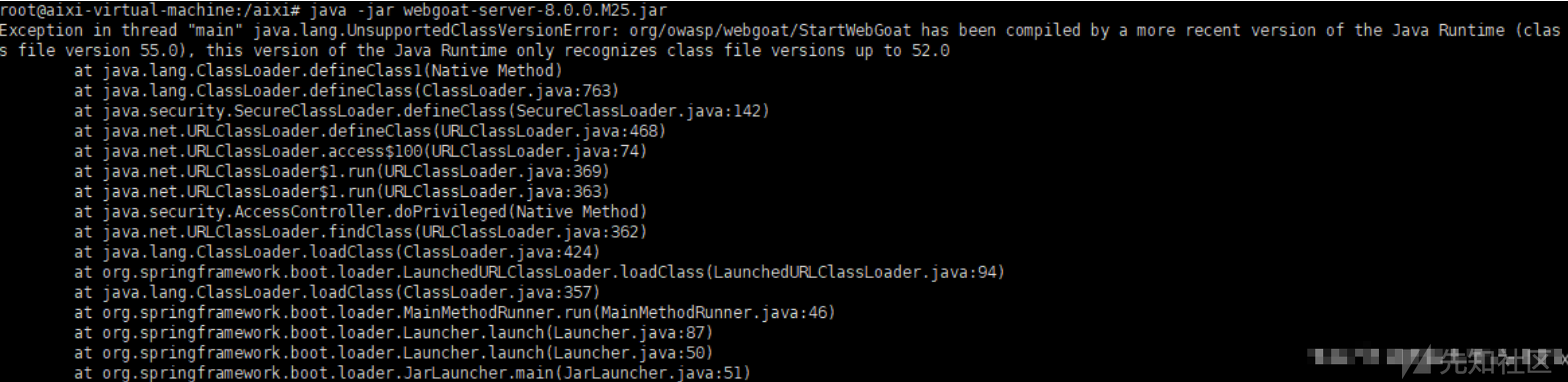 root@aixi-virtual-machine:/aixi# java -jar webgoat-server-8.0.0.M25.jar
Exception in thread "main" java.lang.UnsupportedClassVersionError: org/owasp/webgoat/StartWebGoat has been compiled by a more recent version of the Java Runtime (clas
s file version 55.0), this version of the Java Runtime only recognizes class file versions up to 52.0
at java.lang.ClassLoader.defineClass1(Native Method)
at java.lang.ClassLoader.defineClass(ClassLoader.java:763)
at java.security.SecureClassLoader.defineClass(SecureClassLoader.java:142)
at java.net.URLClassLoader.defineClass(URLClassLoader.java:468)
at java.net.URLClassLoader.access$100(URLClassLoader.java:74)
at java.net.URLClassLoader$1.run(URLClassLoader.java:369)
at java.net.URLClassLoader$1.run(URLClassLoader.java:363)
at java.security.AccessController.doPrivileged(Native Method)
at java.net.URLClassLoader.findClass(URLClassLoader.java:362)
at java.lang.ClassLoader.loadClass(ClassLoader.java:424)
at org.springframework.boot.loader.LaunchedURLClassLoader.loadClass(LaunchedURLClassLoader.java:94)
at java.lang.ClassLoader.loadClass(ClassLoader.java:357)
at org.springframework.boot.loader.MainMethodRunner.run(MainMethodRunner.java:46)
at org.springframework.boot.loader.Launcher.launch(Launcher.java:87)
at org.springframework.boot.loader.Launcher.launch(Launcher.java:50)
at org.springframework.boot.loader.JarLauncher.main(JarLauncher.java:51)
先知社区